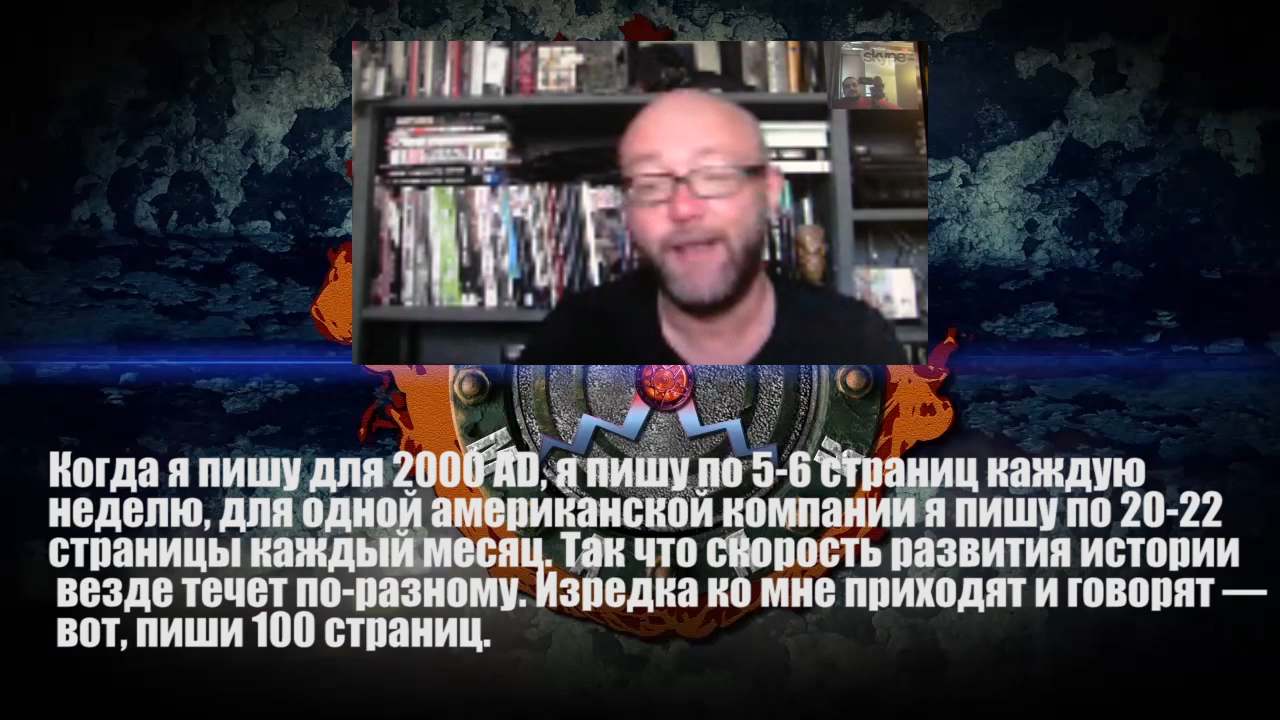 skype
Когда я пишу для 2000 AD, я пишу по 5-6 страниц каждую
неделю, для одной американской компании я пишу по 20-22
страницы каждый месяц. Так что скорость развития истории
везде течет по-разному. Изредка ко мне приходят и говорят —
вот, пиши 100 страниц.